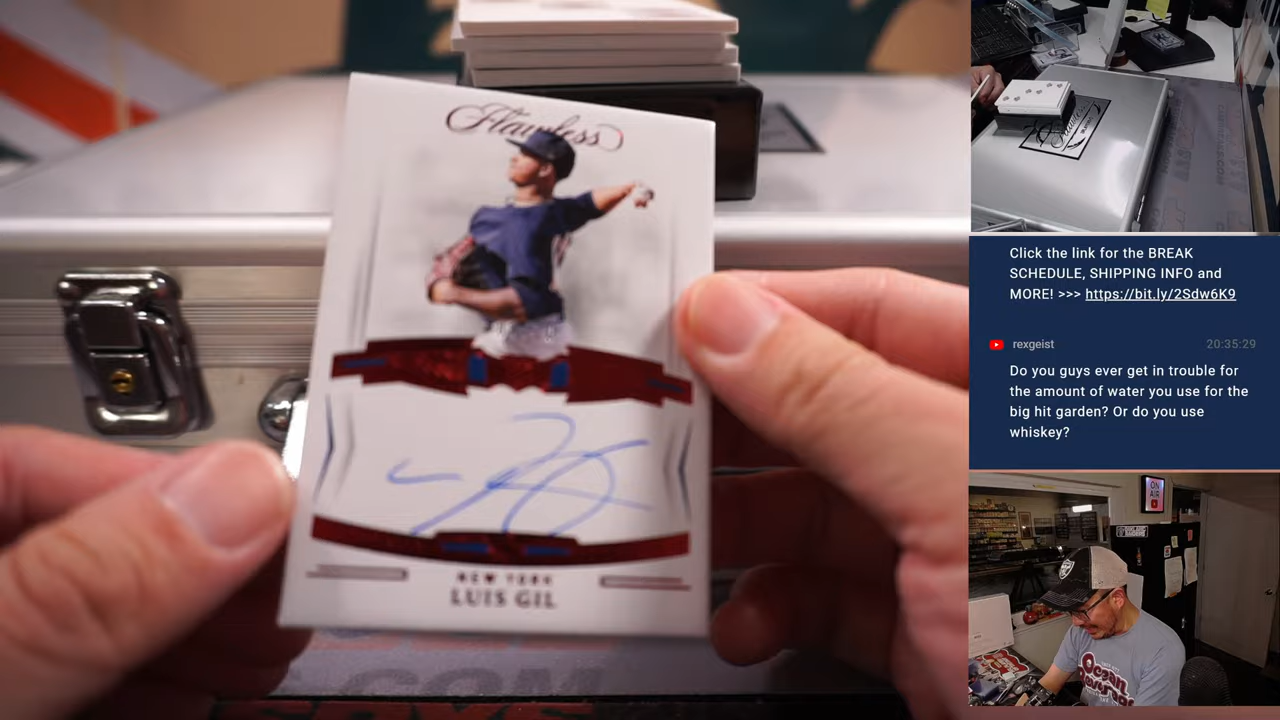 Flawless
NEW YORK
LUIS GIL
Click the link for the BREAK
SCHEDULE, SHIPPING INFO and
MORE! >>> https://bit.ly/2Sdw6K9
rexgeist
20:35:29
Do you guys ever get in trouble for
the amount of water you use for the
big hit garden? Or do you use
whiskey?
ON
AIR